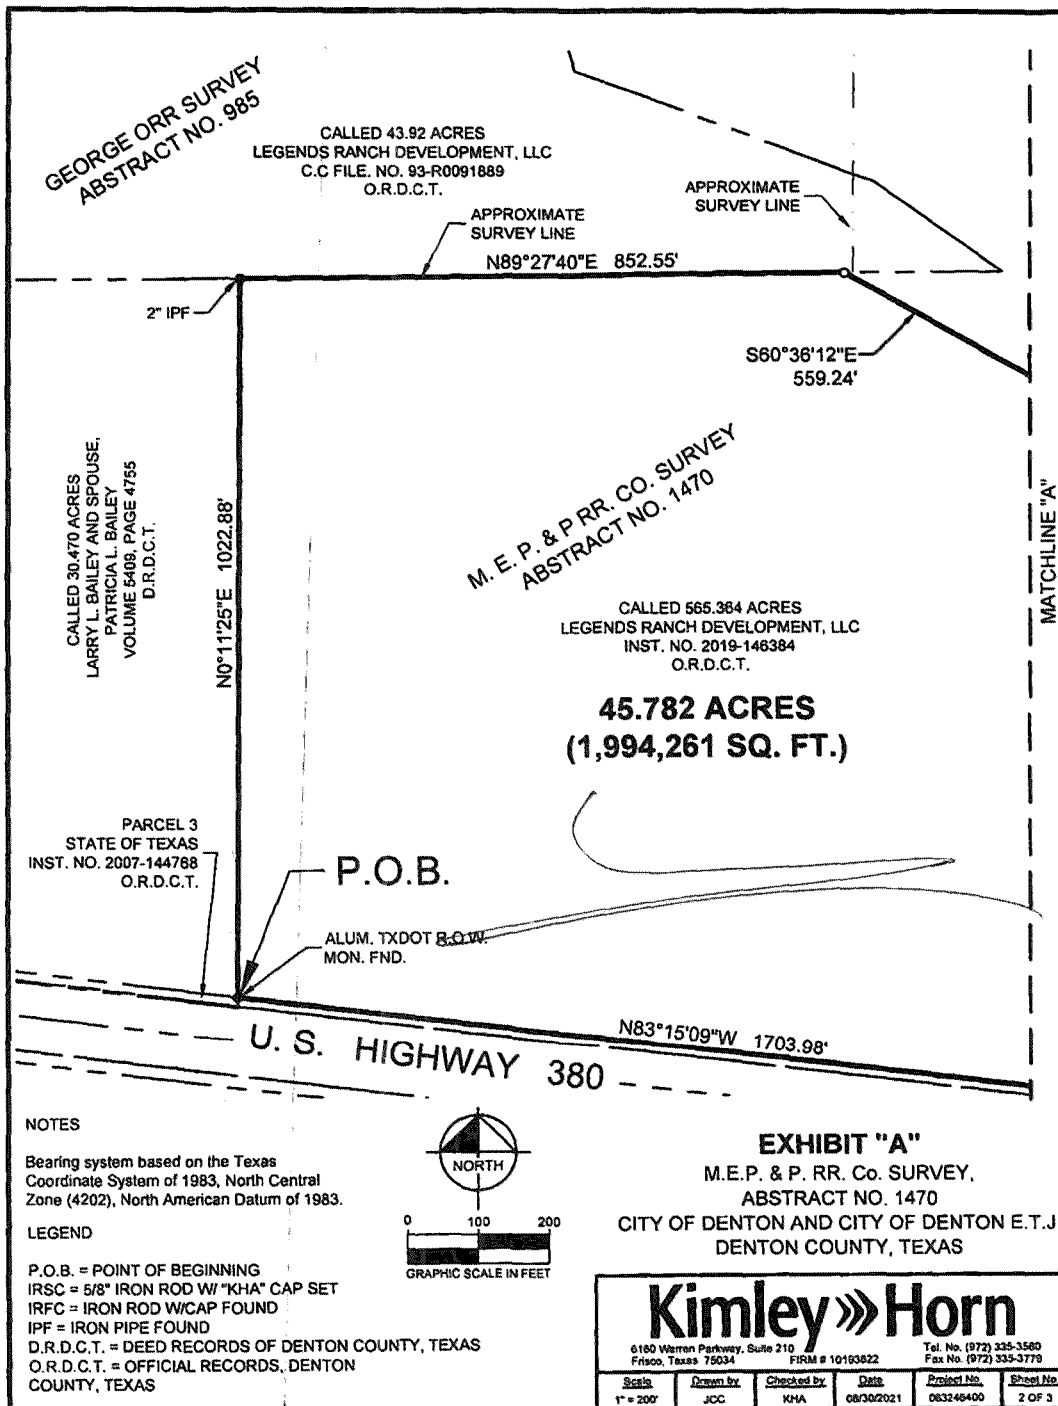 GEORGE ORR SURVEY
ABSTRACT NO. 985
CALLED 43.92 ACRES
LEGENDS RANCH DEVELOPMENT, LLC
C.C FILE. NO. 93-R0091889
O.R.D.C.T.
APPROXIMATE
SURVEY LINE
APPROXIMATE
SURVEY LINE
N89°27'40"E 852.55'
2" IPF
S60°36'12"E
559.24'
CALLED 30.470 ACRES
LARRY L. BAILEY AND SPOUSE,
PATRICIA L. BAILEY
VOLUME 5409, PAGE 4755
D.R.D.C.T.
N0°11'25"E 1022.88'
M. E. P. & P RR. CO. SURVEY
ABSTRACT NO. 1470
MATCHLINE "A"
CALLED 565.364 ACRES
LEGENDS RANCH DEVELOPMENT, LLC
INST. NO. 2019-146384
O.R.D.C.T.
45.782 ACRES
(1,994,261 SQ. FT.)
PARCEL 3
STATE OF TEXAS
INST. NO. 2007-144768
O.R.D.C.T.
P.O.B.
ALUM. TXDOT R.O.W.
MON. FND.
N83°15'09"W 1703.98'
U. S. HIGHWAY 380
NOTES
Bearing system based on the Texas
Coordinate System of 1983, North Central
Zone (4202), North American Datum of 1983.
LEGEND
P.O.B. = POINT OF BEGINNING
IRSC = 5/8" IRON ROD W/ "KHA" CAP SET
IRFC = IRON ROD W/CAP FOUND
IPF = IRON PIPE FOUND
D.R.D.C.T. = DEED RECORDS OF DENTON COUNTY, TEXAS
O.R.D.C.T. = OFFICIAL RECORDS, DENTON
COUNTY, TEXAS
NORTH
0 100 200
GRAPHIC SCALE IN FEET
EXHIBIT "A"
M.E.P. & P. RR. Co. SURVEY,
ABSTRACT NO. 1470
CITY OF DENTON AND CITY OF DENTON E.T.J
DENTON COUNTY, TEXAS
Kimley»Horn
6160 Warren Parkway, Suite 210
Frisco, Texas 75034 FIRM # 10193822
Tel. No. (972) 335-3580
Fax No. (972) 335-3779
Scale Drawn by Checked by Date Project No. Sheet No.
1" = 200' JCC KHA 08/30/2021 063246400 2 OF 3